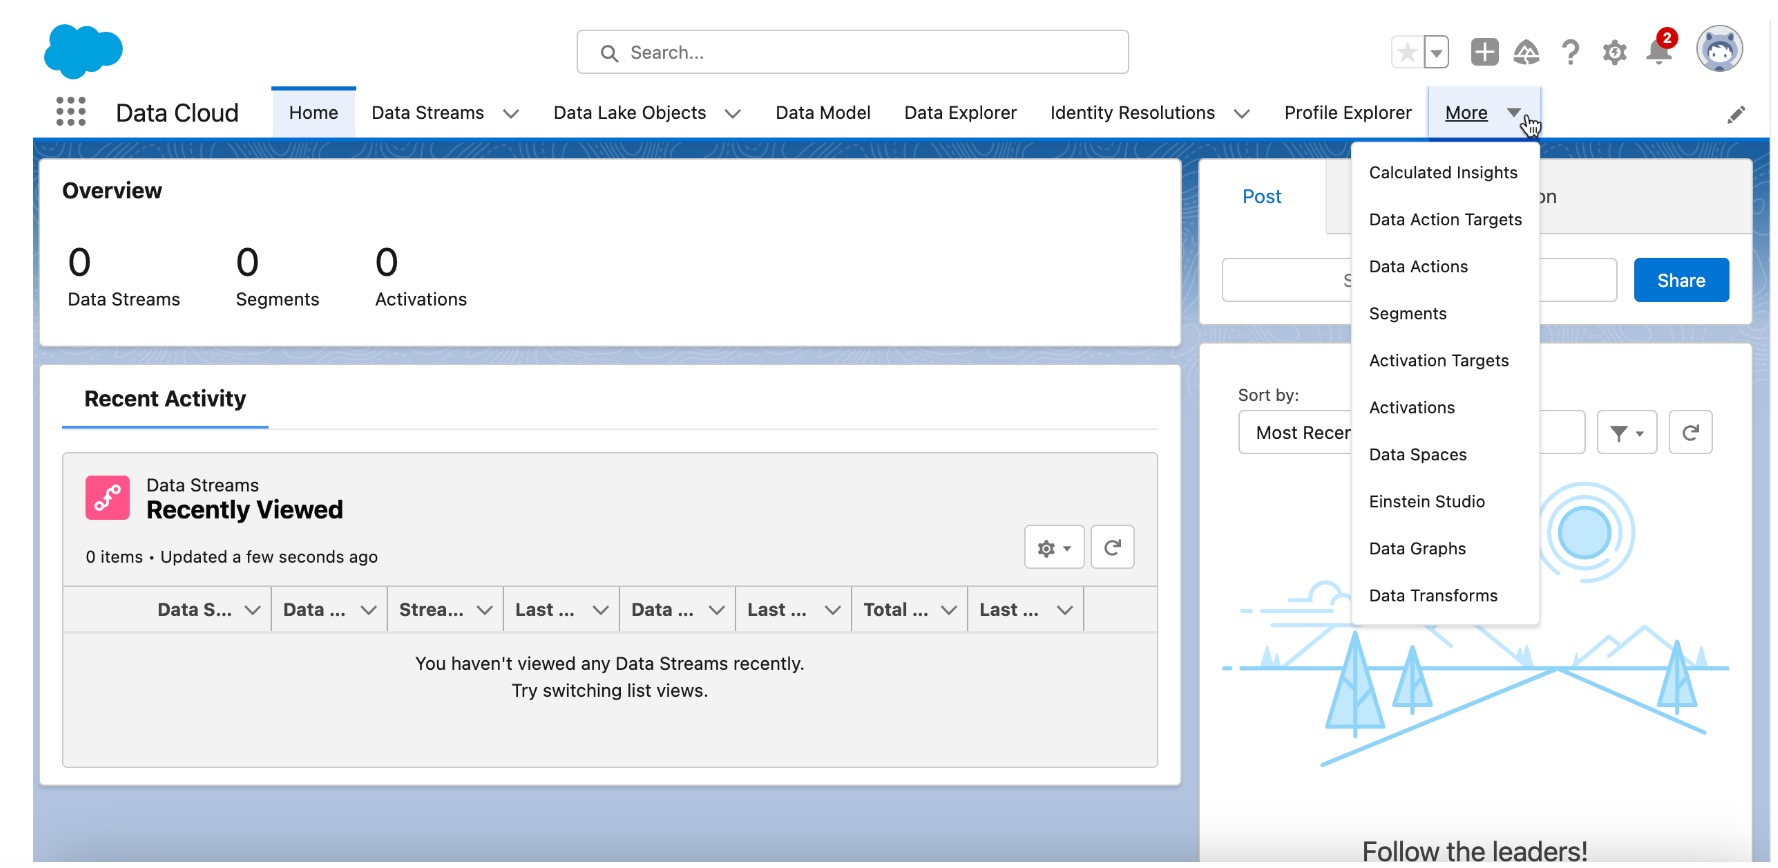 Search...
2
Data Cloud
Home
Data Streams
Data Lake Objects
Data Model
Data Explorer
Identity Resolutions
Profile Explorer
More
Calculated Insights
Data Action Targets
Data Actions
Segments
Activation Targets
Activations
Data Spaces
Einstein Studio
Data Graphs
Data Transforms
Overview
0
Data Streams
0
Segments
0
Activations
Recent Activity
Data Streams
Recently Viewed
0 items • Updated a few seconds ago
Data S...
Data ...
Strea...
Last ...
Data ...
Last ...
Total ...
Last ...
You haven't viewed any Data Streams recently.
Try switching list views.
Post
on
Share
Sort by:
Most Recen
Follow the leaders!